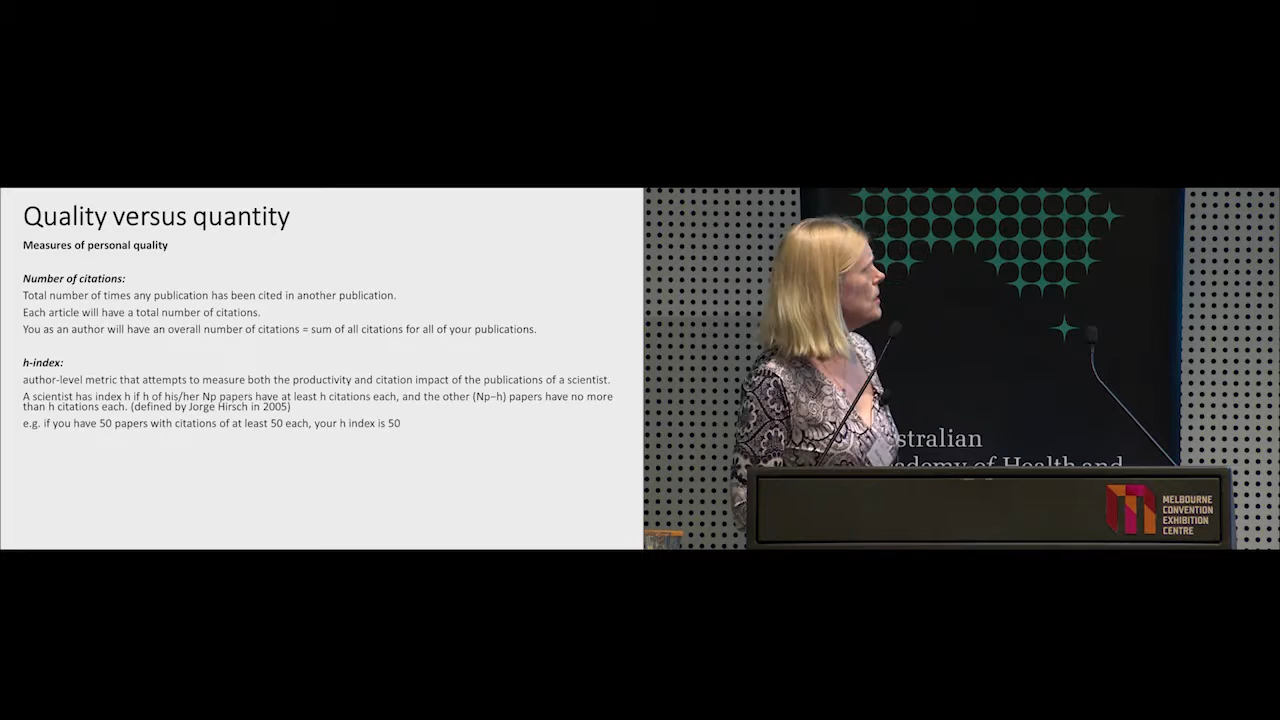 Quality versus quantity
Measures of personal quality
Number of citations:
Total number of times any publication has been cited in another publication.
Each article will have a total number of citations.
You as an author will have an overall number of citations = sum of all citations for all of your publications.
h-index:
author-level metric that attempts to measure both the productivity and citation impact of the publications of a scientist.
A scientist has index h if h of his/her Np papers have at least h citations each, and the other (Np−h) papers have no more
than h citations each. (defined by Jorge Hirsch in 2005)
e.g. if you have 50 papers with citations of at least 50 each, your h index is 50
stralian
ademy of Health and
MELBOURNE
CONVENTION
EXHIBITION
CENTRE